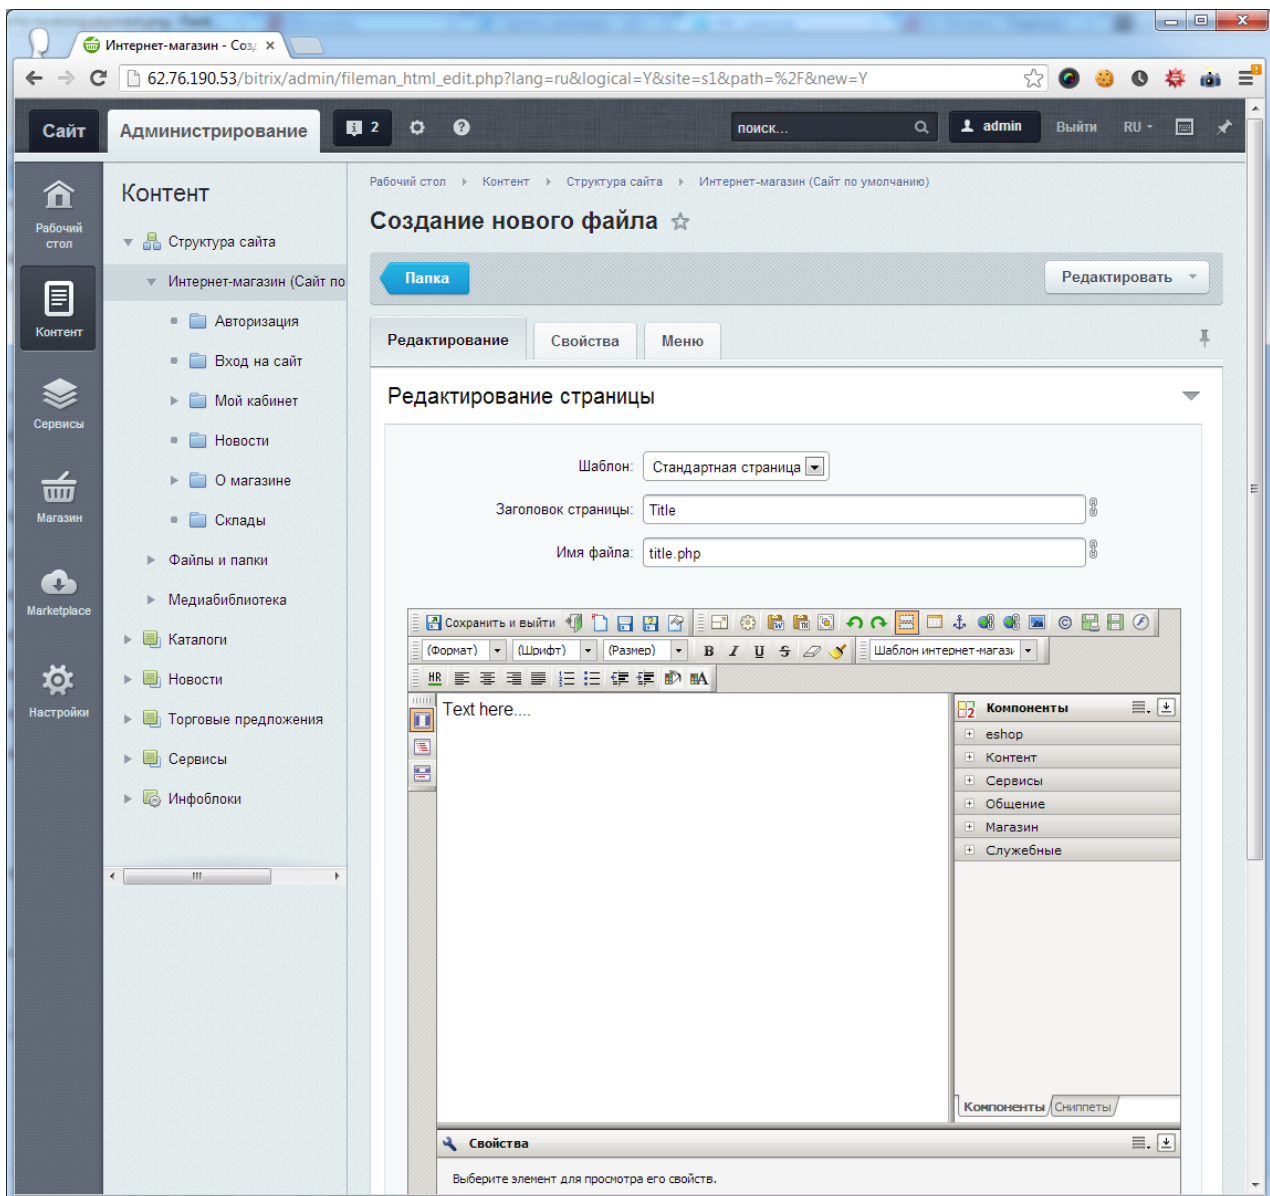 Интернет-магазин - Соз
62.76.190.53/bitrix/admin/fileman_html_edit.php?lang=ru&logical=Y&site=s1&path=%2F&new=Y
Сайт
Администрирование
2
поиск...
admin
Выйти
RU
Рабочий стол
Контент
Сервисы
Магазин
Marketplace
Настройки
Контент
Структура сайта
Интернет-магазин (Сайт по
Авторизация
Вход на сайт
Мой кабинет
Новости
О магазине
Склады
Файлы и папки
Медиабиблиотека
Каталоги
Новости
Торговые предложения
Сервисы
Инфоблоки
Рабочий стол Контент Структура сайта Интернет-магазин (Сайт по умолчанию)
Создание нового файла
Папка
Редактировать
Редактирование Свойства Меню
Редактирование страницы
Шаблон: Стандартная страница
Заголовок страницы: Title
Имя файла: title.php
Сохранить и выйти
(Формат) (Шрифт) (Размер) B I U S Шаблон интернет-магази
HR
Text here....
Компоненты
eshop
Контент
Сервисы
Общение
Магазин
Служебные
Компоненты Сниппеты
Свойства
Выберите элемент для просмотра его свойств.